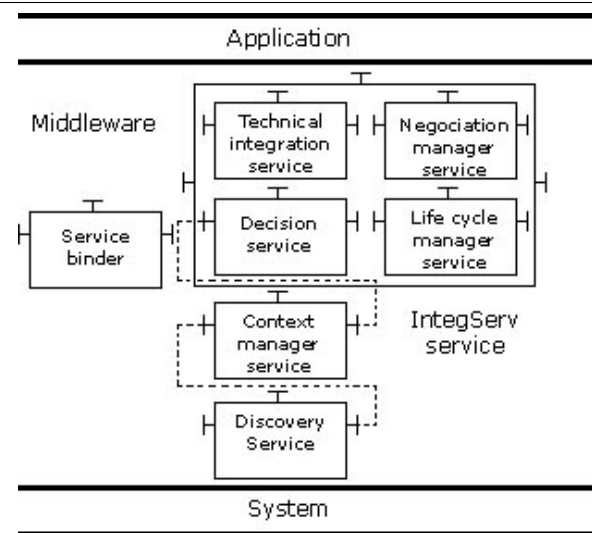 Application
Middleware
Technical
integration
service
Negociation
manager
service
Service
binder
Decision
service
Life cycle
manager
service
Context
manager
service
IntegServ
service
Discovery
Service
System